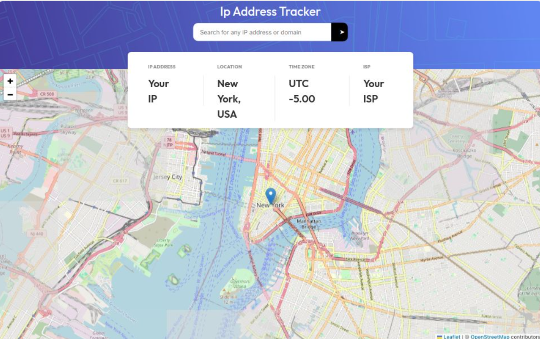 Ip Address Tracker
Search for any IP address or domain
IP ADDRESS
LOCATION
TIME ZONE
ISP
Your
IP
New
York,
USA
UTC
-5.00
Your
ISP
+
−
Jersey City
New York
Manhattan
Leaflet | © OpenStreetMap contributors